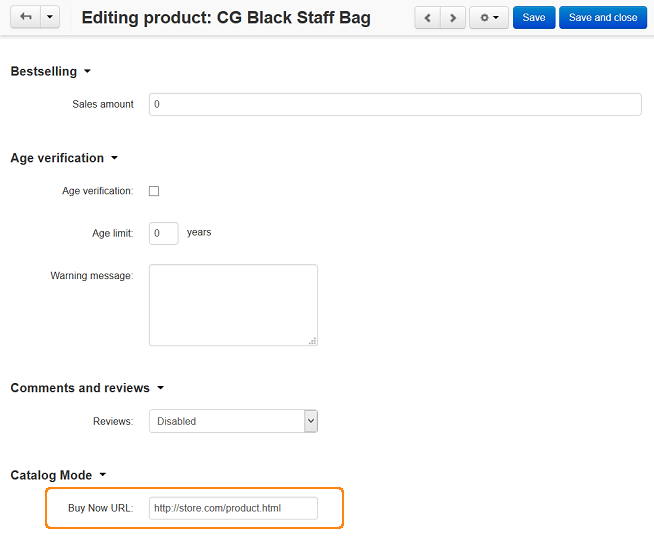 Editing product: CG Black Staff Bag
Save
Save and close
Bestselling
Sales amount 0
Age verification
Age verification:
Age limit: 0 years
Warning message:
Comments and reviews
Reviews: Disabled
Catalog Mode
Buy Now URL: http://store.com/product.html